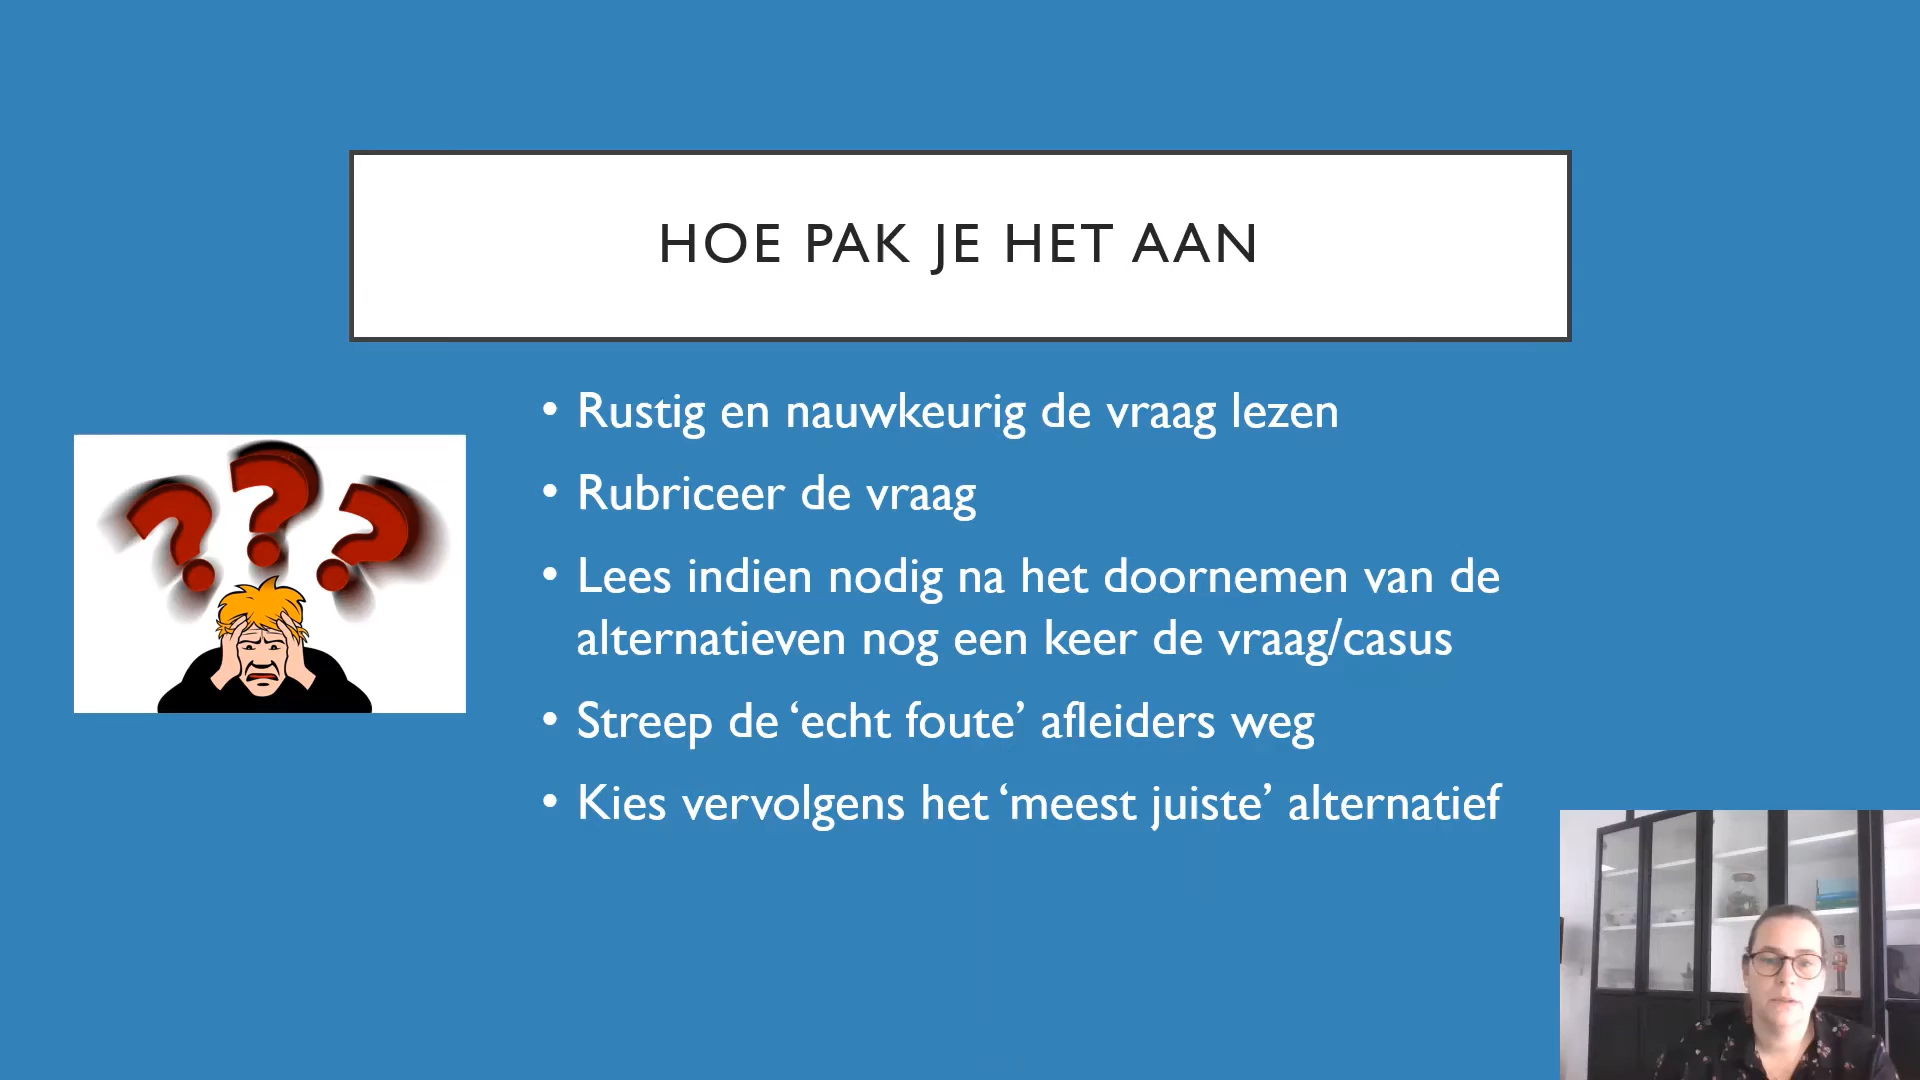 HOE PAK JE HET AAN
• Rustig en nauwkeurig de vraag lezen
• Rubriceer de vraag
• Lees indien nodig na het doornemen van de
alternatieven nog een keer de vraag/casus
• Streep de ‘echt foute’ afleiders weg
• Kies vervolgens het ‘meest juiste’ alternatief